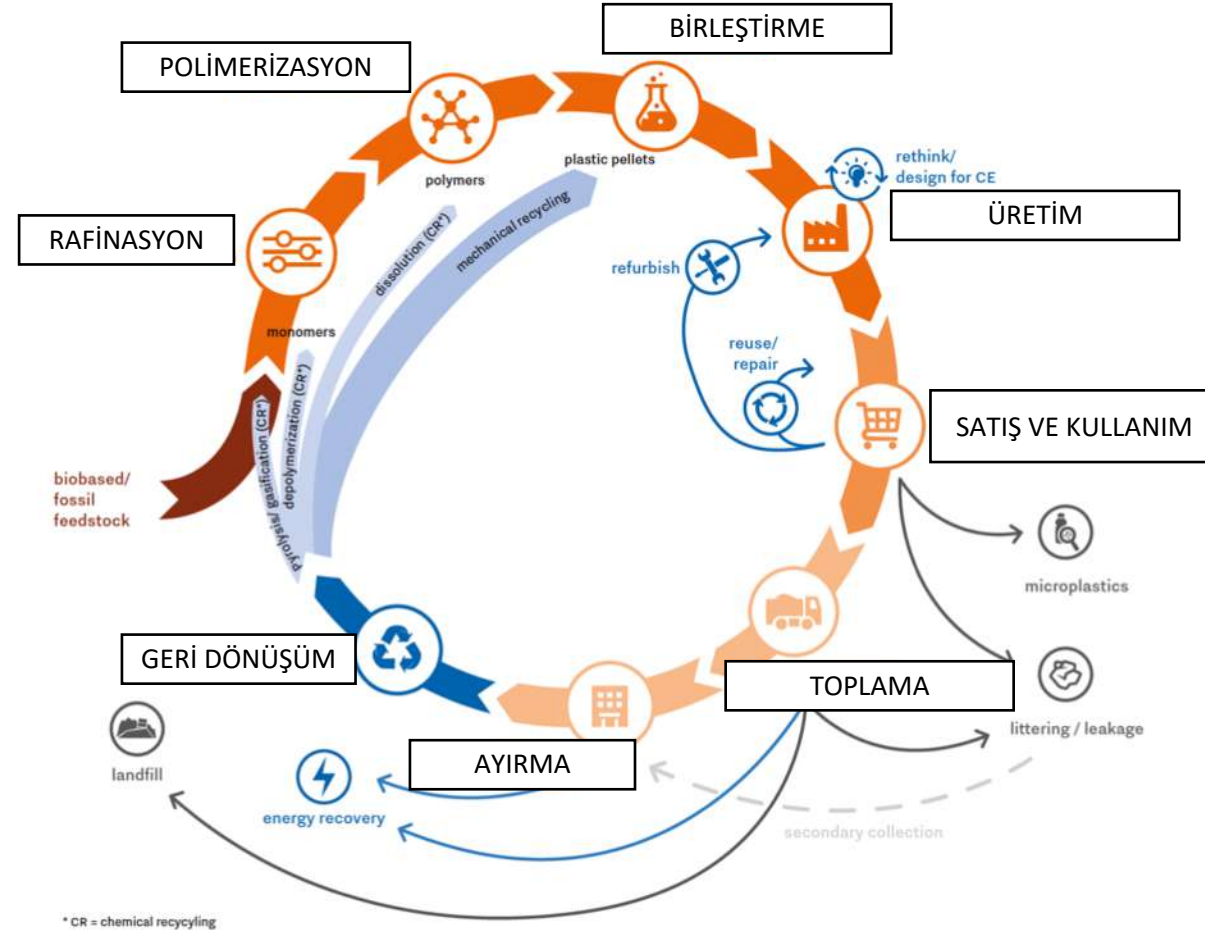 BİRLEŞTİRME
POLİMERİZASYON
plastic pellets
polymers
rethink/
design for CE
ÜRETİM
RAFİNASYON
dissolution (CR*)
mechanical recycling
refurbish
monomers
reuse/
repair
pyrolysis/ gasification (CR*)
depolymerization (CR*)
SATIŞ VE KULLANIM
biobased/
fossil
feedstock
microplastics
GERİ DÖNÜŞÜM
TOPLAMA
littering / leakage
AYIRMA
landfill
energy recovery
secondary collection
* CR = chemical recycyling